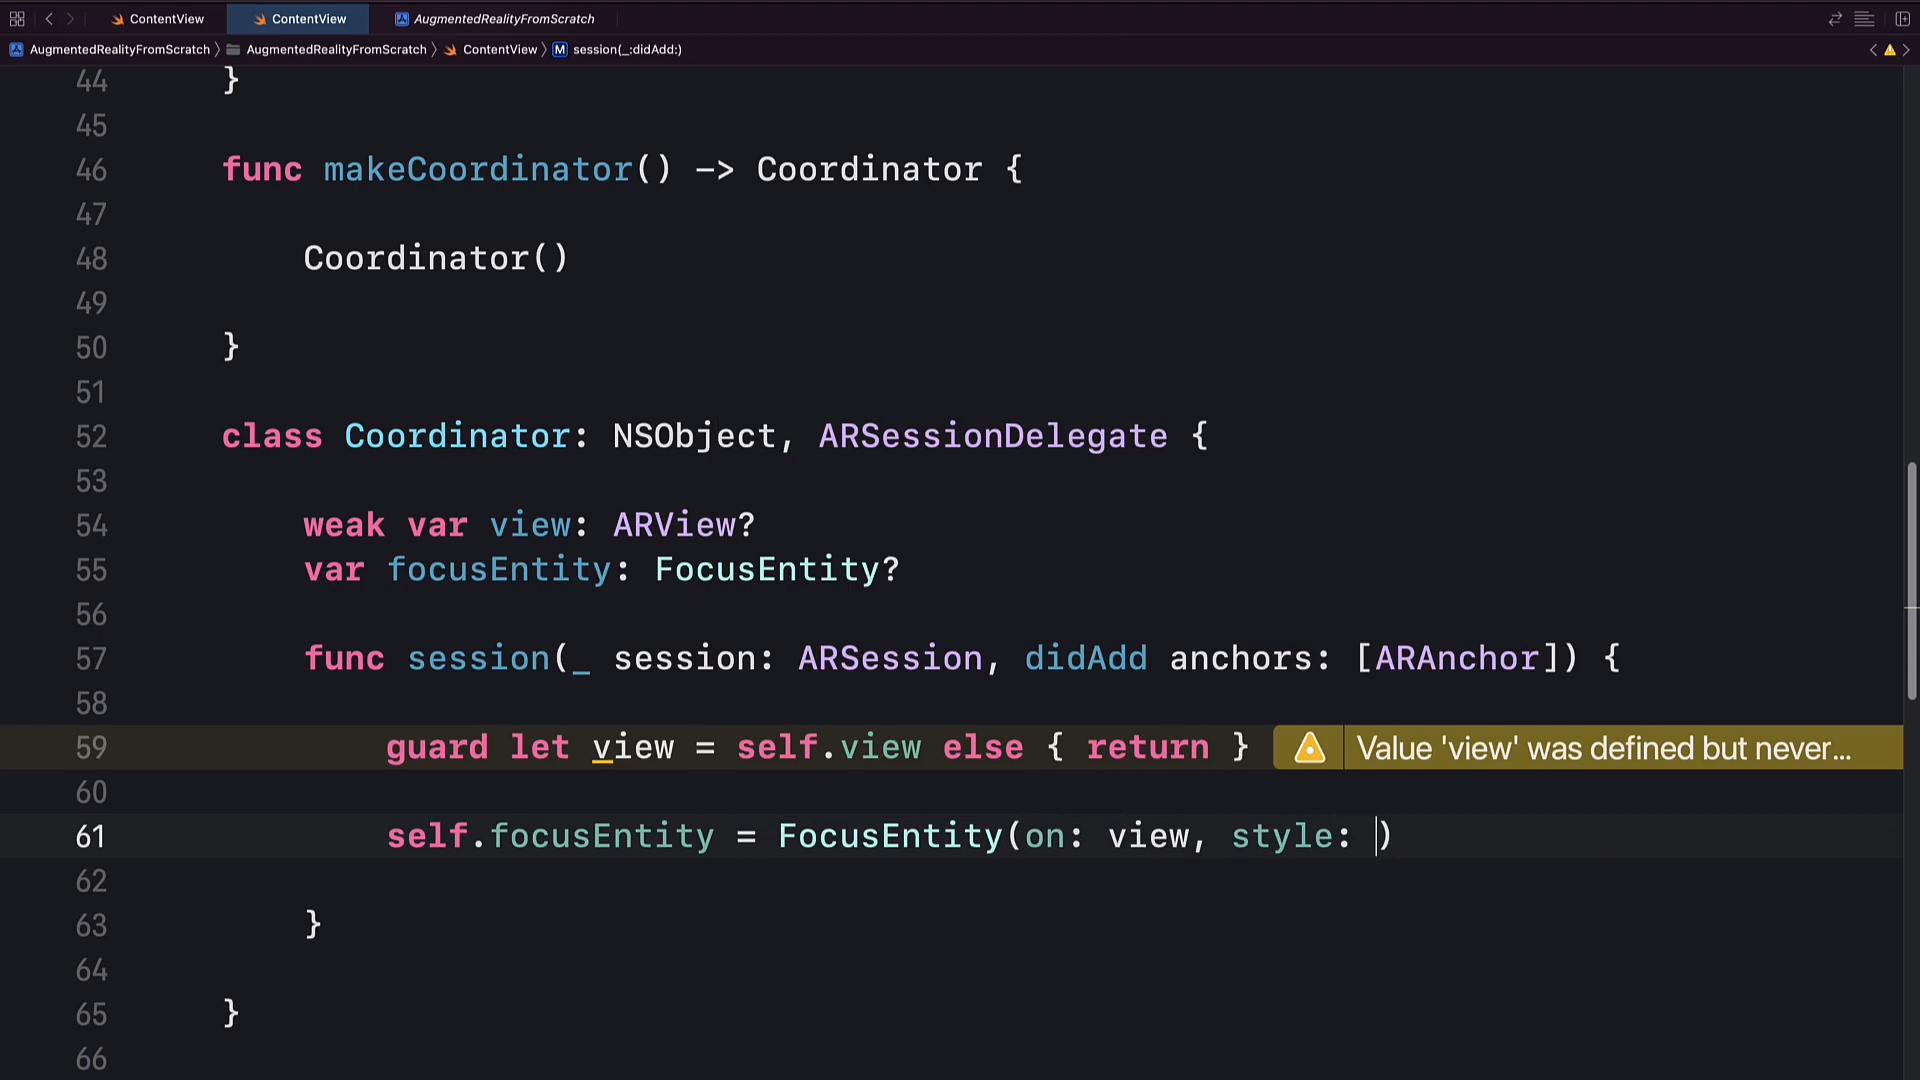 ContentView ContentView AugmentedRealityFromScratch
AugmentedRealityFromScratch AugmentedRealityFromScratch ContentView M session(_:didAdd:)
44 }
45
46 func makeCoordinator() -> Coordinator {
47
48 Coordinator()
49
50 }
51
52 class Coordinator: NSObject, ARSessionDelegate {
53
54 weak var view: ARView?
55 var focusEntity: FocusEntity?
56
57 func session(_ session: ARSession, didAdd anchors: [ARAnchor]) {
58
59 guard let view = self.view else { return } Value 'view' was defined but never…
60
61 self.focusEntity = FocusEntity(on: view, style: )
62
63 }
64
65 }
66